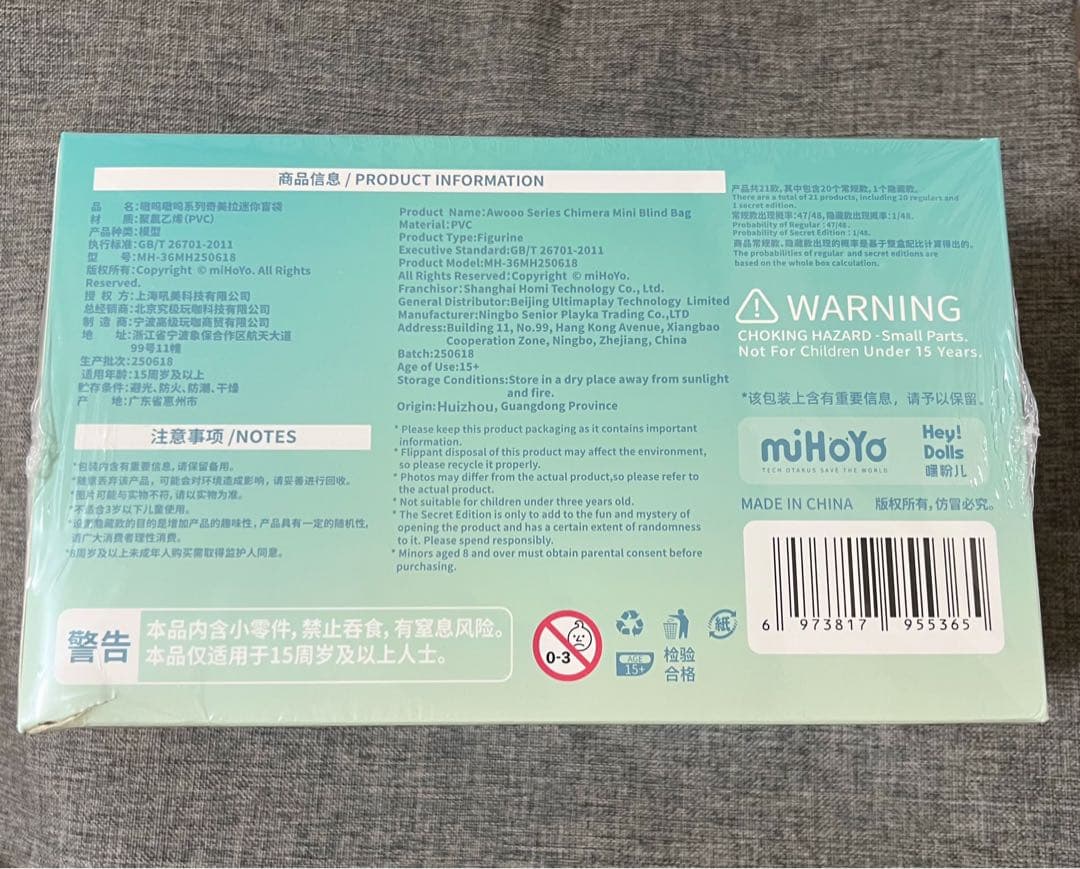 商品信息 / PRODUCT INFORMATION
品 名:嗷呜嗷呜系列奇美拉迷你盲袋
材 质:聚氯乙烯(PVC)
产品种类:模型
执行标准:GB/T 26701-2011
型 号:MH-36MH250618
版权所有:Copyright © miHoYo. All Rights
Reserved.
授 权 方:上海吼美科技有限公司
总经销商:北京究极玩咖科技有限公司
制 造 商:宁波高级玩咖商贸有限公司
地 址:浙江省宁波象保合作区航天大道
99号11幢
生产批次:250618
适用年龄:15周岁及以上
贮存条件:避光、防火、防潮、干燥
产 地:广东省惠州市
注意事项 /NOTES
*包装内含有重要信息,请保留备用。
*随意丢弃该产品，可能会对环境造成影响，请妥善进行回收。
*图片可能与实物不符,请以实物为准。
*不适合3岁以下儿童使用。
*设置隐藏款的目的是增加产品的趣味性，产品具有一定的随机性,
请广大消费者理性消费。
*8周岁及以上未成年人购买需取得监护人同意。
Product Name:Awooo Series Chimera Mini Blind Bag
Material:PVC
Product Type:Figurine
Executive Standard:GB/T 26701-2011
Product Model:MH-36MH250618
All Rights Reserved:Copyright © miHoYo.
Franchisor:Shanghai Homi Technology Co., Ltd.
General Distributor:Beijing Ultimaplay Technology Limited
Manufacturer:Ningbo Senior Playka Trading Co.,LTD
Address:Building 11, No.99, Hang Kong Avenue, Xiangbao
Cooperation Zone, Ningbo, Zhejiang, China
Batch:250618
Age of Use:15+
Storage Conditions:Store in a dry place away from sunlight
and fire.
Origin:Huizhou, Guangdong Province
* Please keep this product packaging as it contains important
information.
* Flippant disposal of this product may affect the environment,
so please recycle it properly.
* Photos may differ from the actual product,so please refer to
the actual product.
* Not suitable for children under three years old.
* The Secret Edition is only to add to the fun and mystery of
opening the product and has a certain extent of randomness
to it. Please spend responsibly.
* Minors aged 8 and over must obtain parental consent before
purchasing.
产品共21款,其中包含20个常规款,1个隐藏款。
There are a total of 21 products, including 20 regulars and
1 secret edition.
常规款出现概率:47/48,隐藏款出现概率:1/48.
Probability of Regular : 47/48.
Probability of Secret Edition : 1/48.
商品常规款、隐藏款出现的概率是基于整盒配比计算得出的。
The probabilities of regular and secret editions are
based on the whole box calculation.
WARNING
CHOKING HAZARD -Small Parts.
Not For Children Under 15 Years.
*该包装上含有重要信息，请予以保留。
miHoYo
TECH OTAKUS SAVE THE WORLD
Hey!
Dolls
嘿粉儿
MADE IN CHINA 版权所有,仿冒必究。
6 973817 955365
警告
本品内含小零件,禁止吞食,有窒息风险。
本品仅适用于15周岁及以上人士。
0-3
AGE
15+
检验
合格
紙